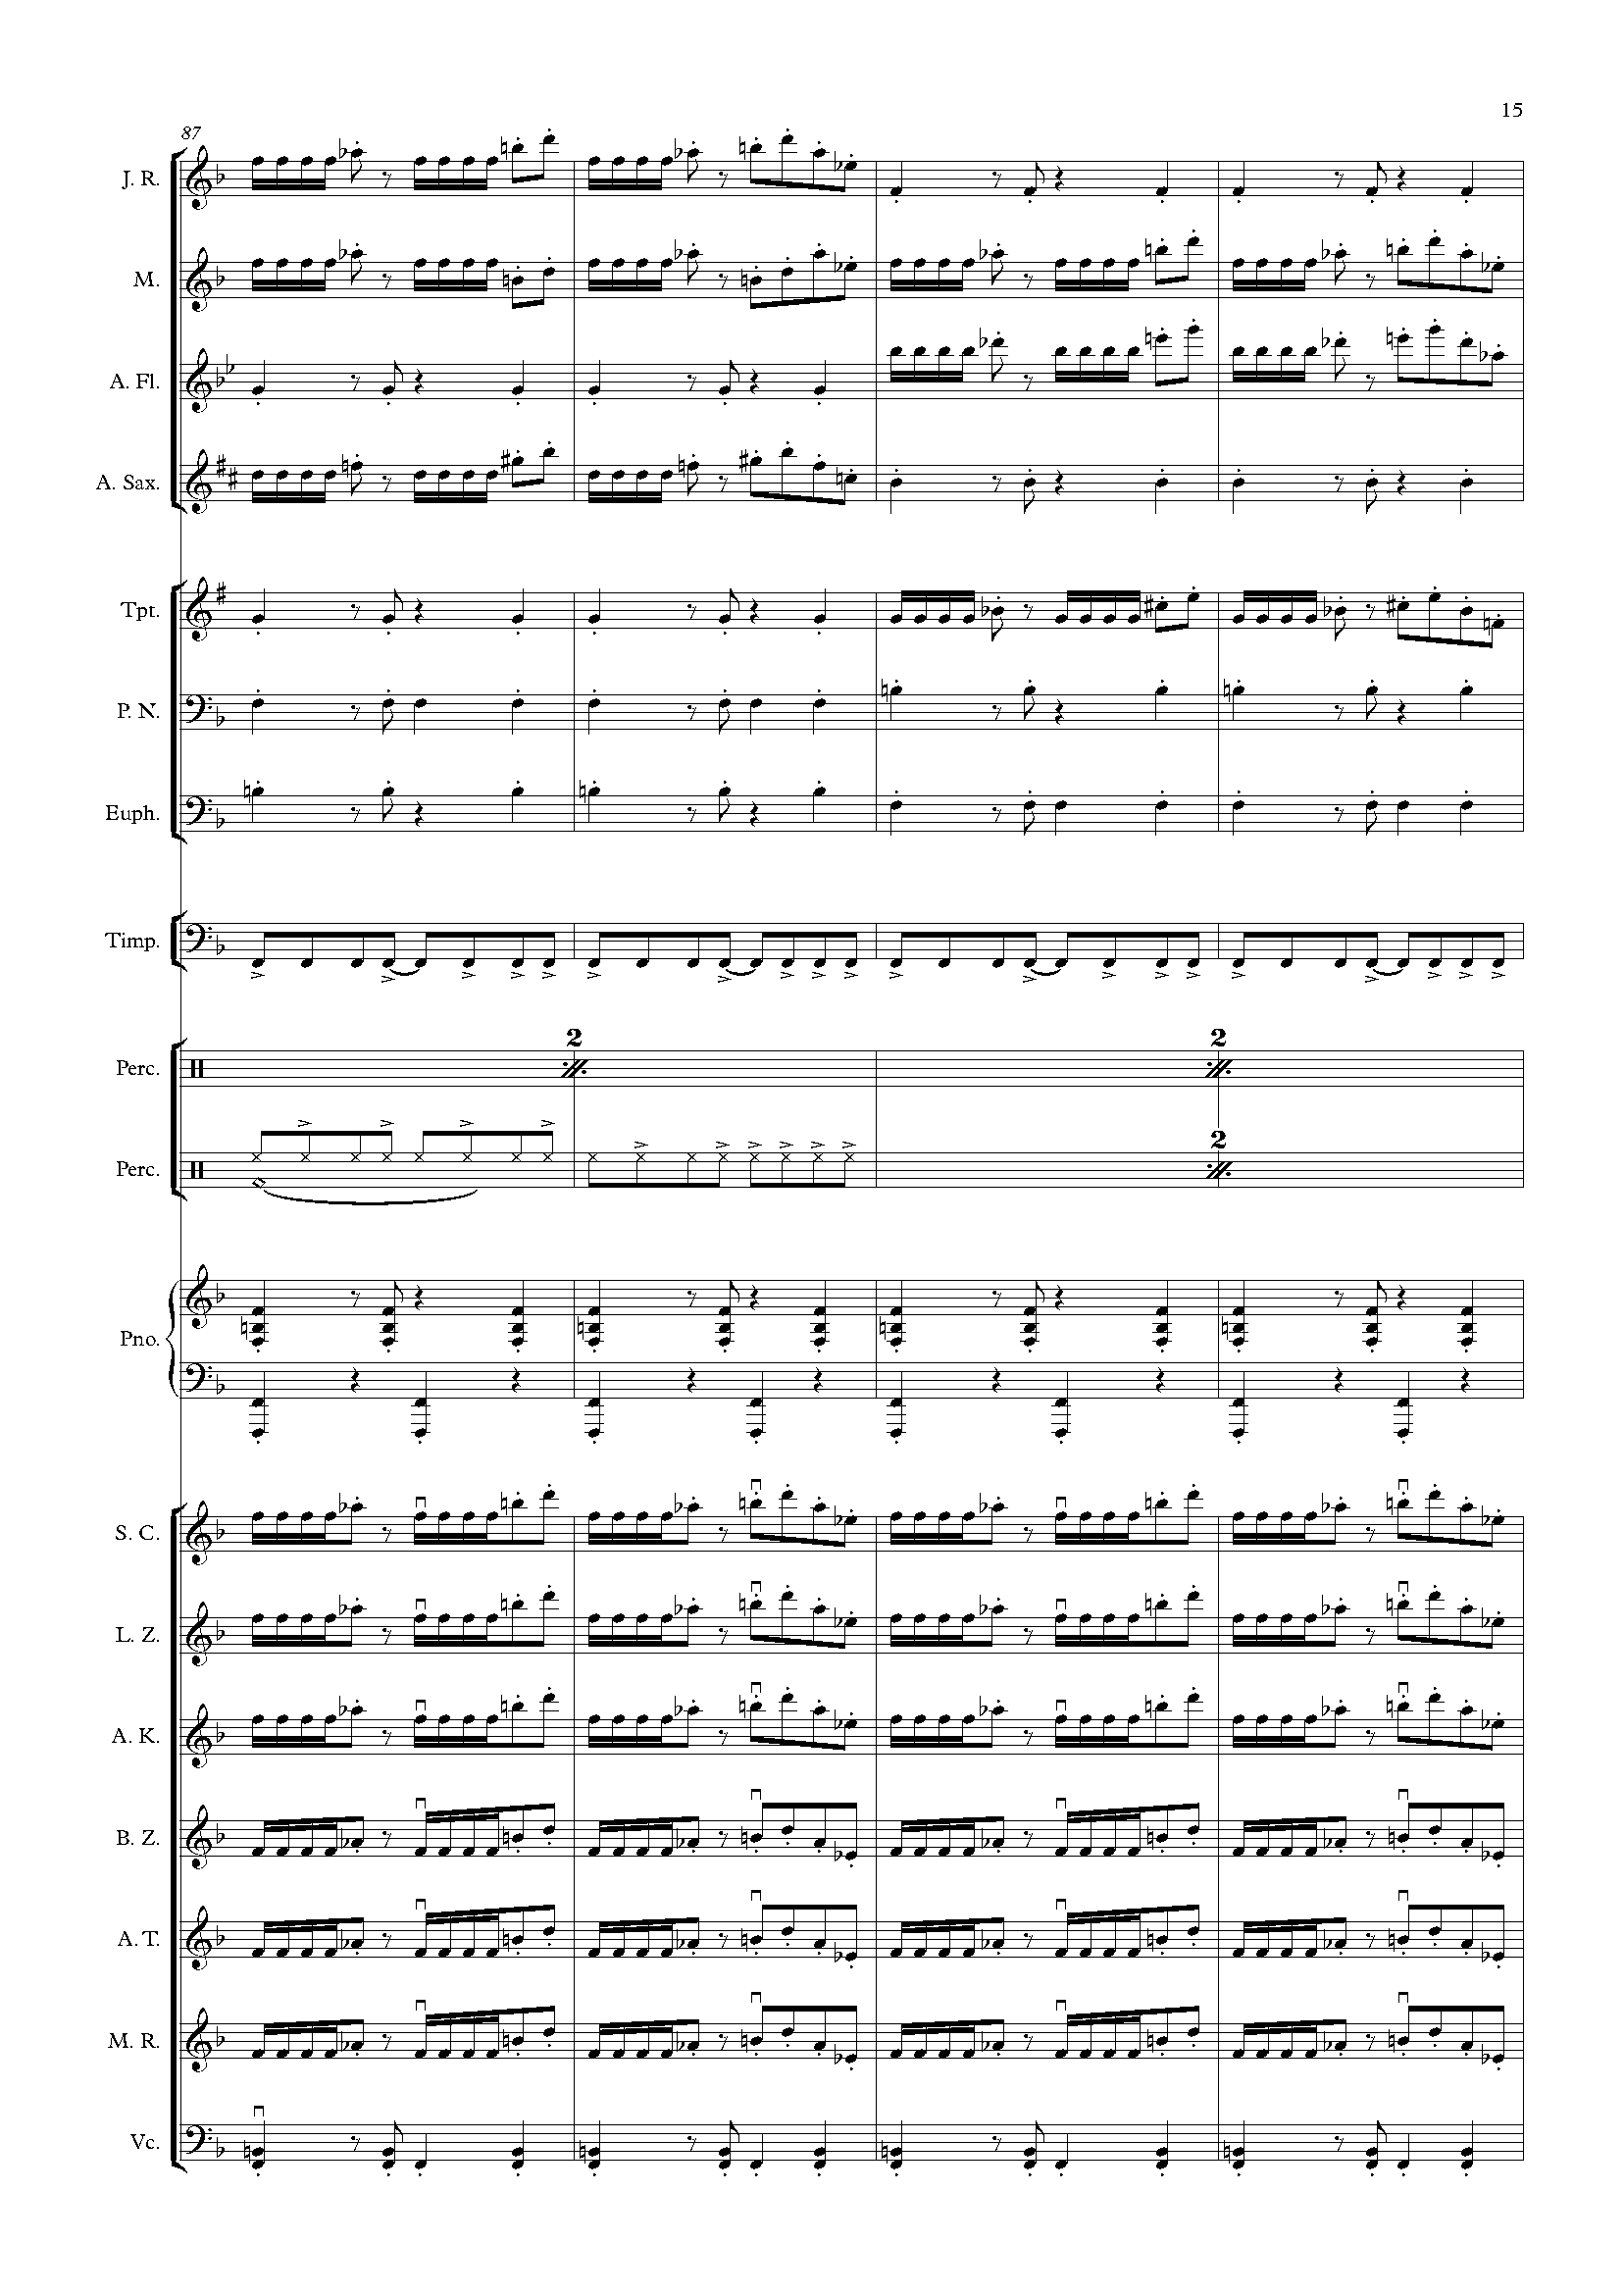 15
87
J. R.
M.
A. Fl.
A. Sax.
Tpt.
P. N.
Euph.
Timp.
2
2
Perc.
2
Perc.
Pno.
S. C.
L. Z.
A. K.
B. Z.
A. T.
M. R.
Vc.